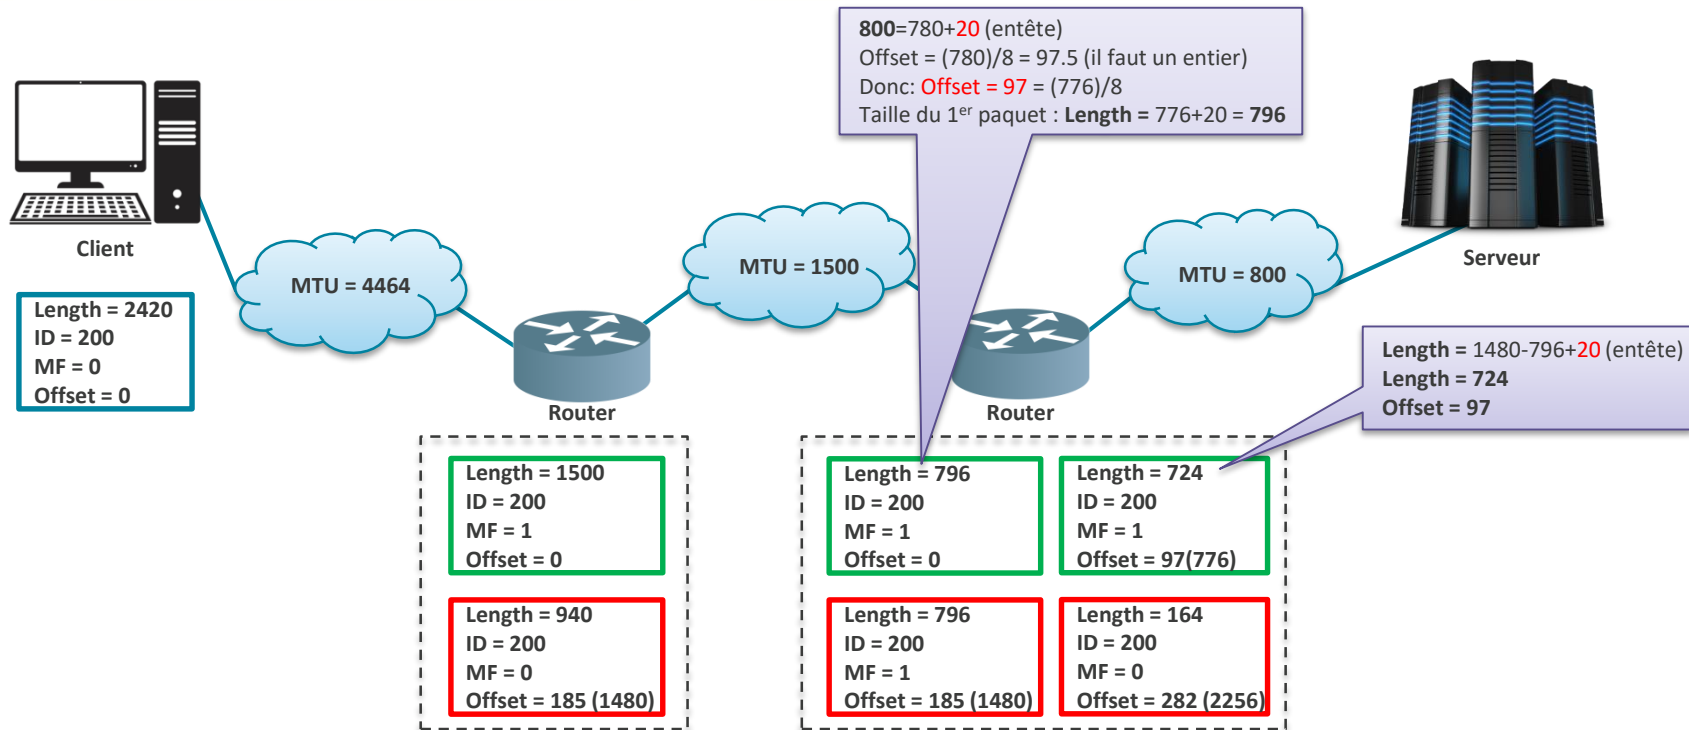 800=780+20 (entête)
Offset = (780)/8 = 97.5 (il faut un entier)
Donc: Offset = 97 = (776)/8
Taille du 1er paquet : Length = 776+20 = 796
Client
MTU = 4464
MTU = 1500
MTU = 800
Serveur
Length = 2420
ID = 200
MF = 0
Offset = 0
Router
Router
Length = 1480-796+20 (entête)
Length = 724
Offset = 97
Length = 1500
ID = 200
MF = 1
Offset = 0
Length = 940
ID = 200
MF = 0
Offset = 185 (1480)
Length = 796
ID = 200
MF = 1
Offset = 0
Length = 724
ID = 200
MF = 1
Offset = 97(776)
Length = 796
ID = 200
MF = 1
Offset = 185 (1480)
Length = 164
ID = 200
MF = 0
Offset = 282 (2256)